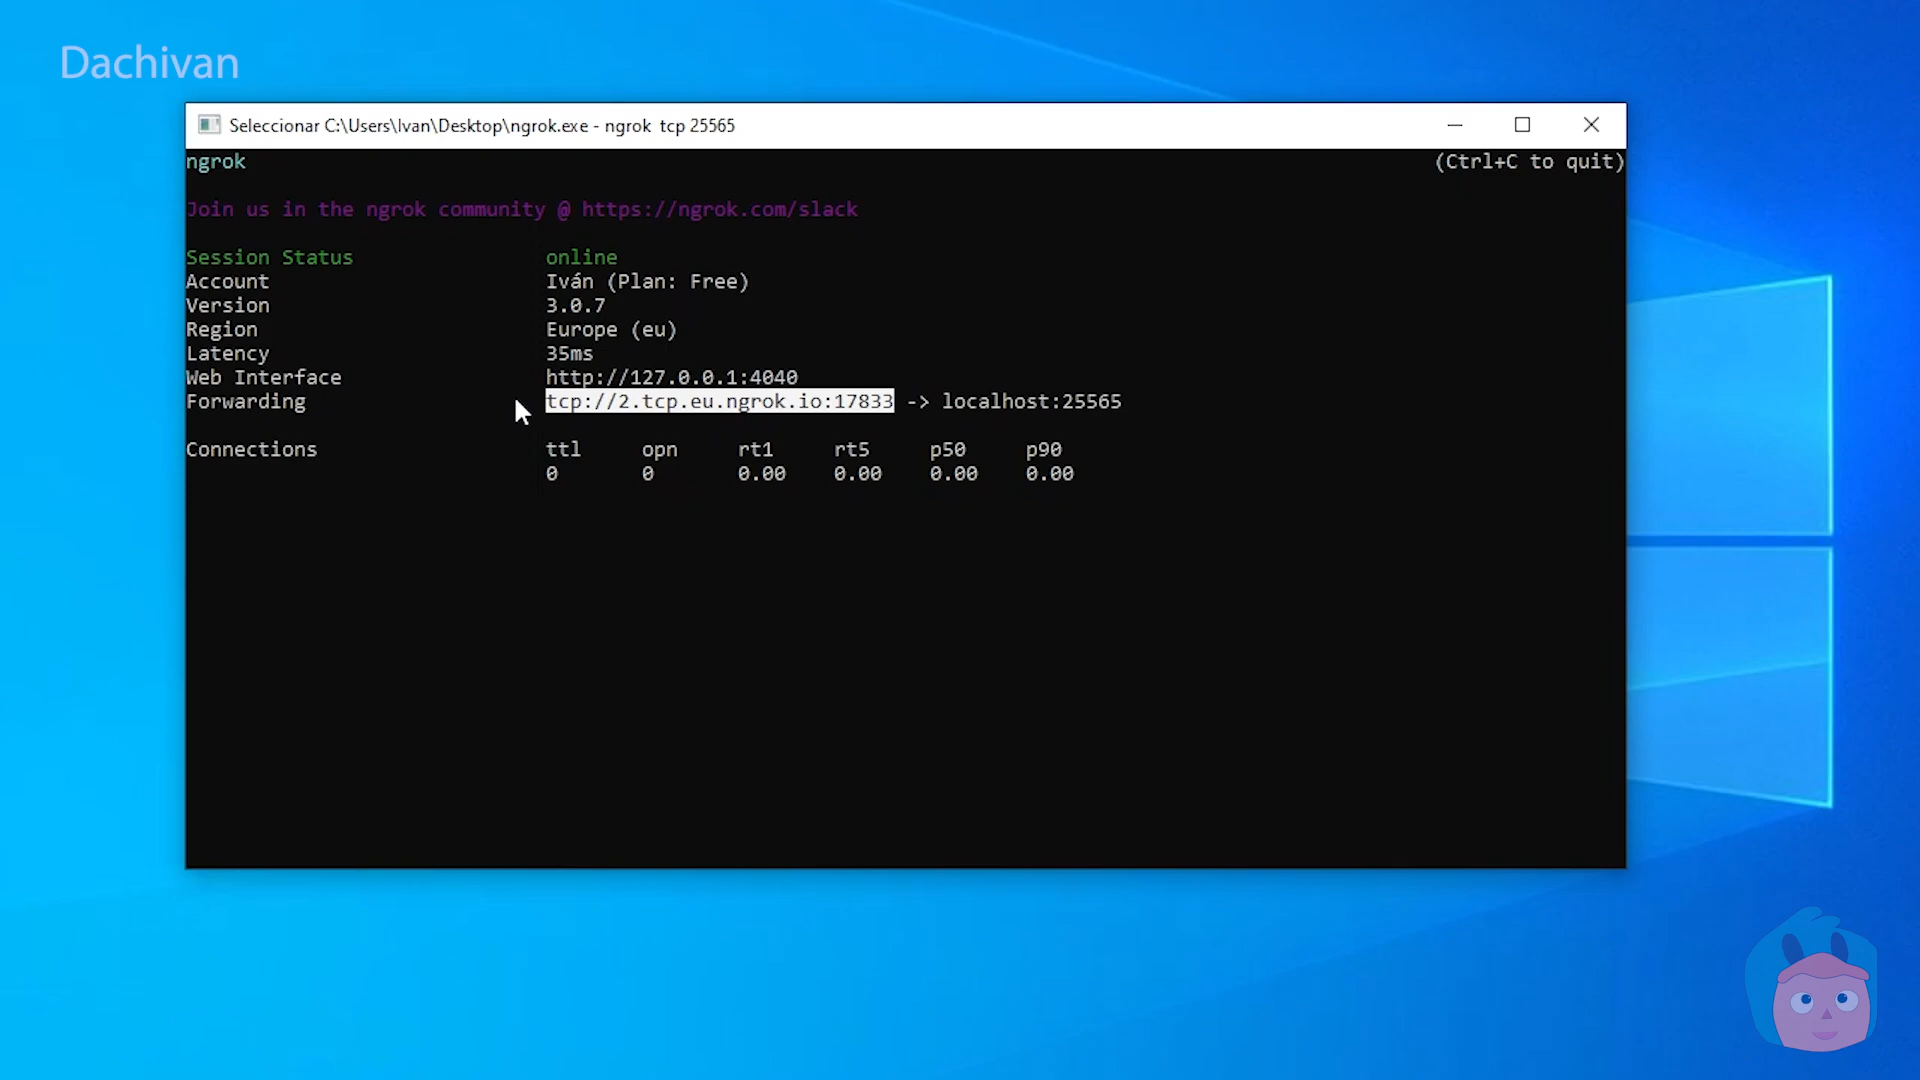 Dachivan
Seleccionar C:\Users\Ivan\Desktop\ngrok.exe - ngrok  tcp 25565
ngrok (Ctrl+C to quit)
Join us in the ngrok community @ https://ngrok.com/slack
Session Status online
Account Iván (Plan: Free)
Version 3.0.7
Region Europe (eu)
Latency 35ms
Web Interface http://127.0.0.1:4040
Forwarding tcp://2.tcp.eu.ngrok.io:17833 -> localhost:25565
Connections ttl opn rt1 rt5 p50 p90
0 0 0.00 0.00 0.00 0.00